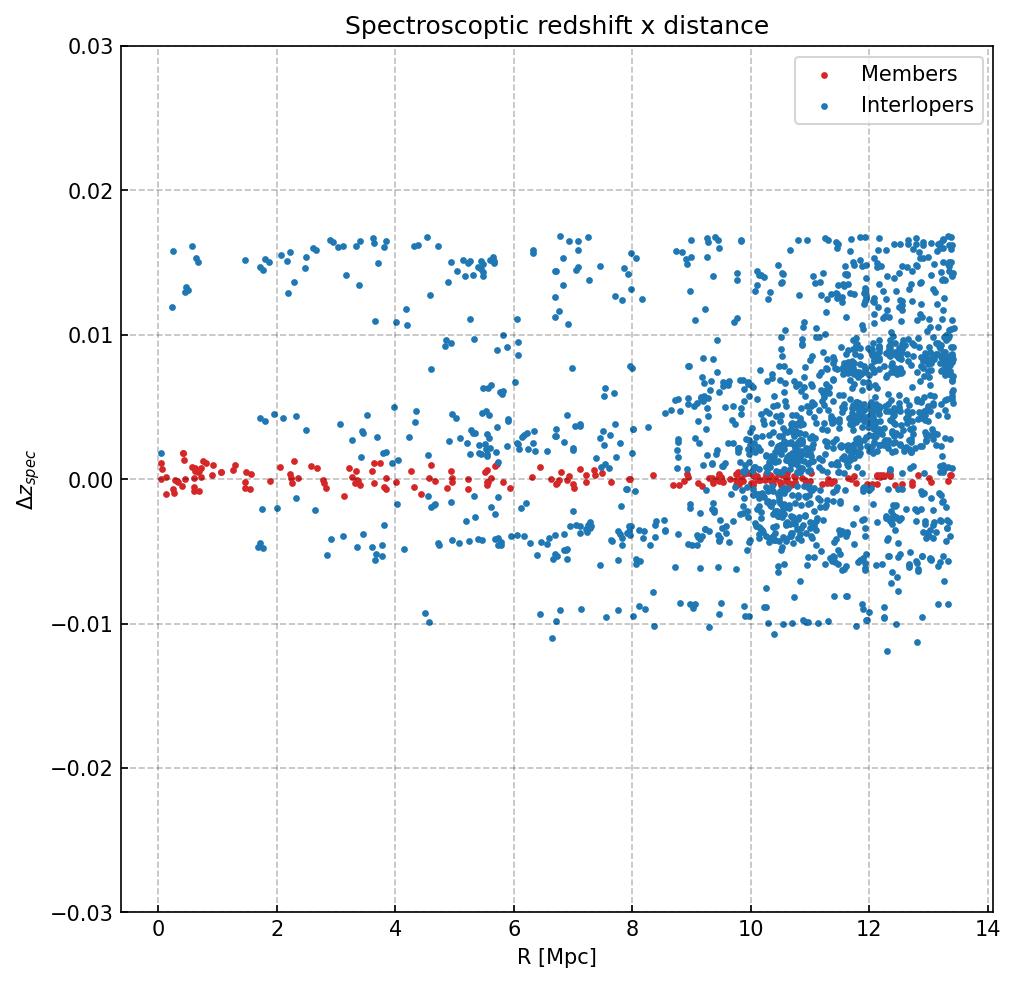 Spectroscoptic redshift x distance
Members
Interlopers
0.03
0.02
0.01
0.00
−0.01
−0.02
−0.03
Δz_spec
0 2 4 6 8 10 12 14
R [Mpc]